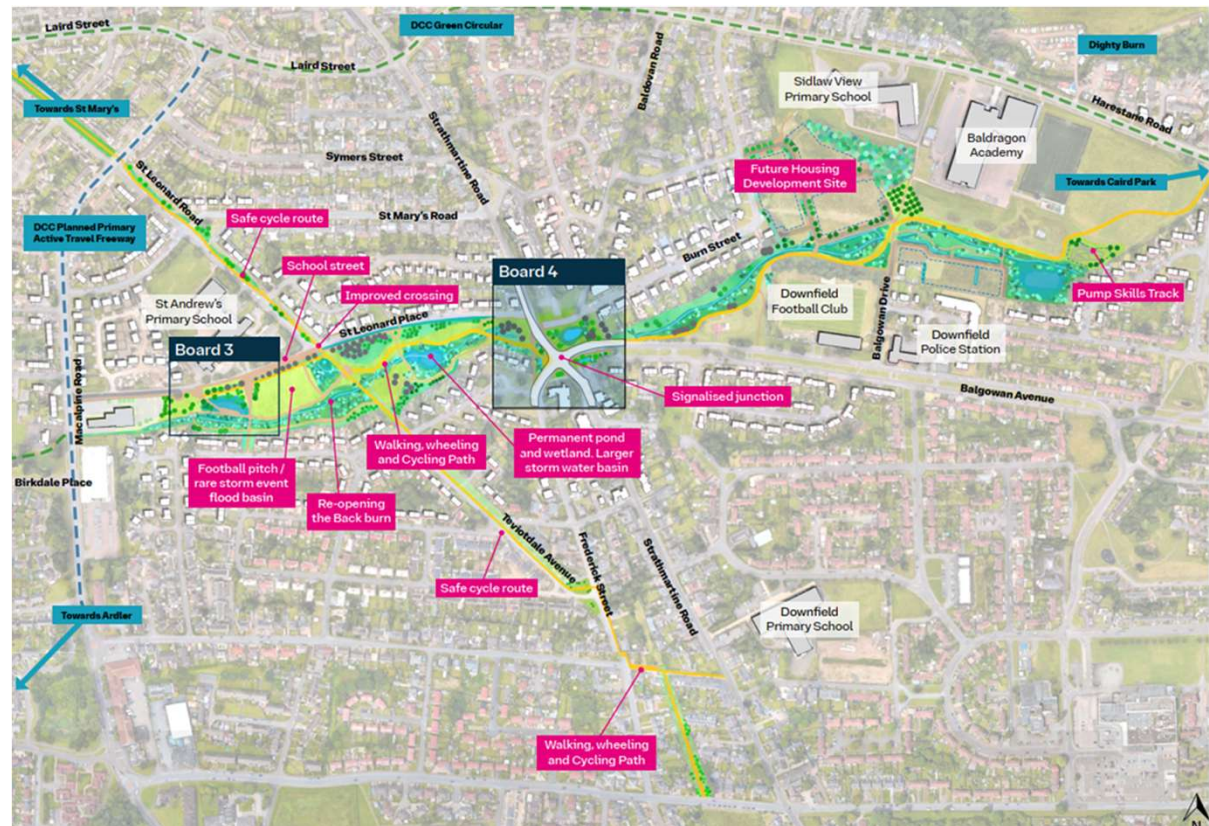 Laird Street
DCC Green Circular
Dighty Burn
Laird Street
Baldovan Road
Sidlaw View
Primary School
Harestane Road
Towards St Mary's
Strathmartine Road
Baldragon
Academy
Symers Street
Future Housing
Development Site
Towards Caird Park
St Leonard Road
St Mary's Road
Safe cycle route
DCC Planned Primary
Active Travel Freeway
Burn Street
School street
Board 4
Improved crossing
Pump Skills Track
St Andrew's
Primary School
St Leonard Place
Downfield
Football Club
Balgowan Drive
Downfield
Police Station
Board 3
Macalpine Road
Balgowan Avenue
Signalised junction
Walking, wheeling
and Cycling Path
Permanent pond
and wetland. Larger
storm water basin
Football pitch /
rare storm event
flood basin
Birkdale Place
Re-opening
the Back burn
Teviotdale Avenue
Frederick Street
Strathmartine Road
Safe cycle route
Towards Ardler
Downfield
Primary School
Walking, wheeling
and Cycling Path
N